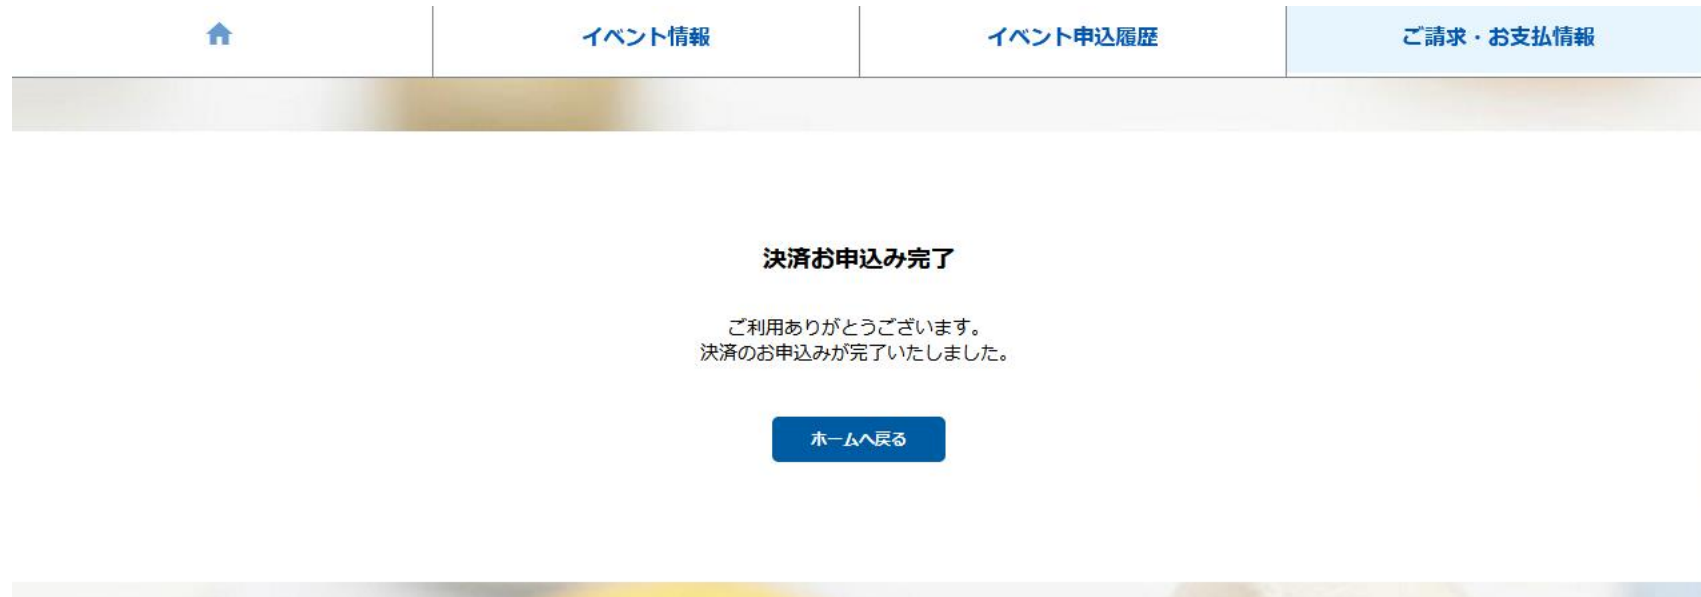 イベント情報
イベント申込履歴
ご請求・お支払情報
決済お申込み完了
ご利用ありがとうございます。
決済のお申込みが完了いたしました。
ホームへ戻る